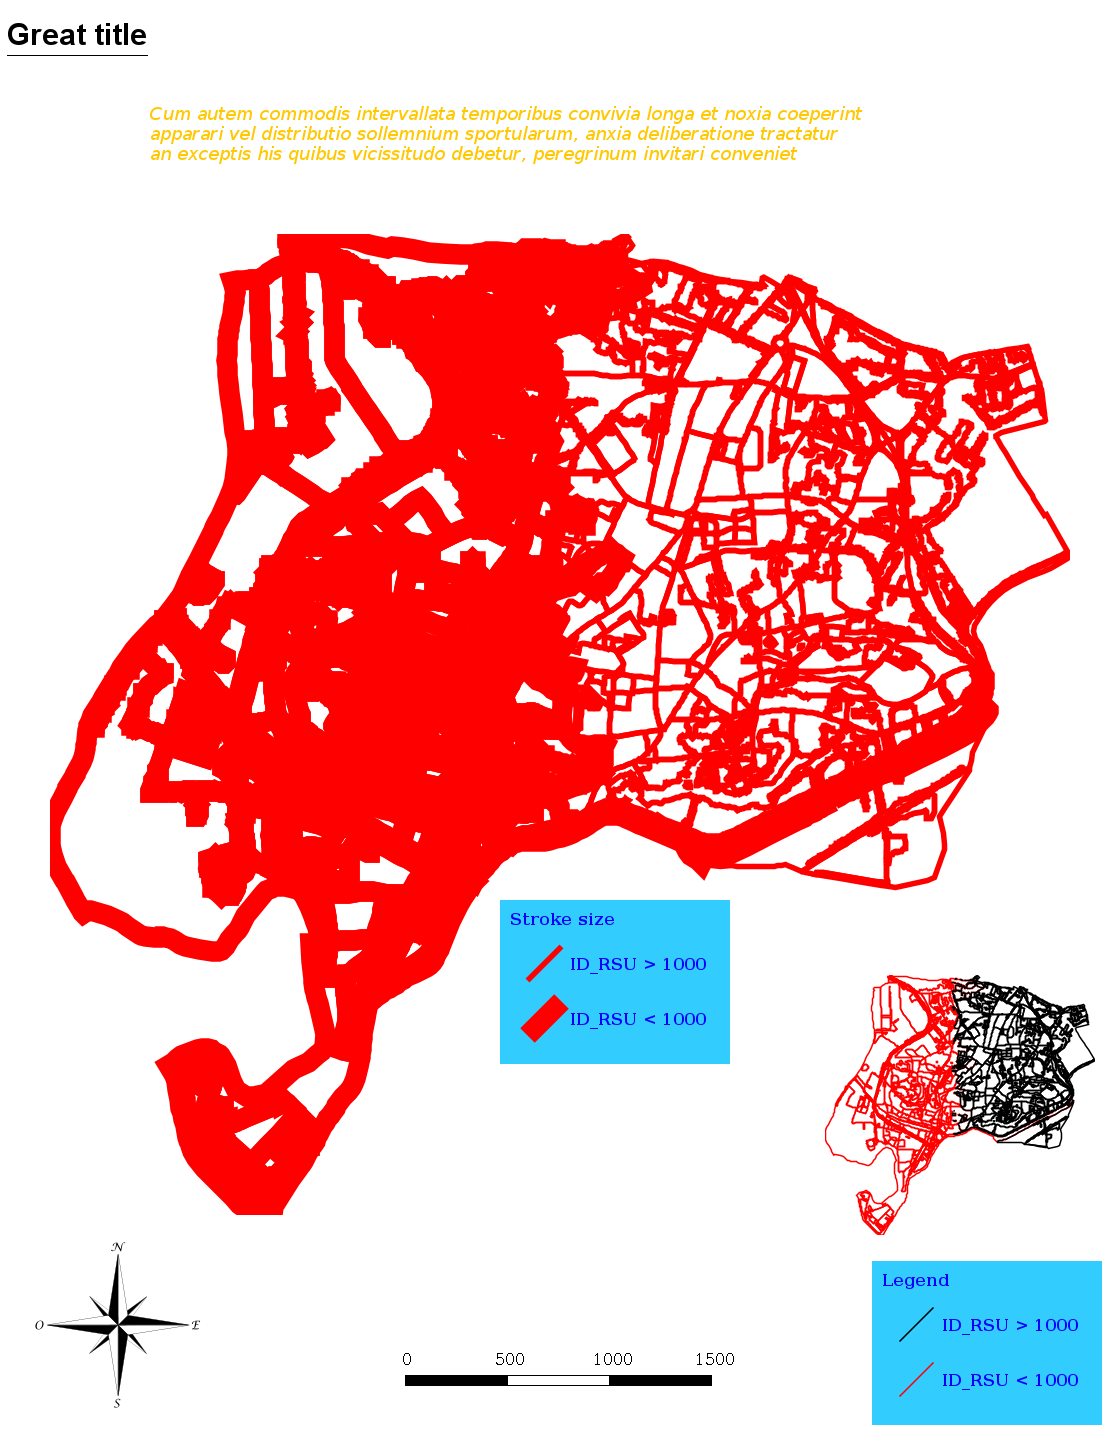 Great title
Cum autem commodis intervallata temporibus convivia longa et noxia coeperint
apparari vel distributio sollemnium sportularum, anxia deliberatione tractatur
an exceptis his quibus vicissitudo debetur, peregrinum invitari conveniet
Stroke size
ID_RSU > 1000
ID_RSU < 1000
N
O E
S
0 500 1000 1500
Legend
ID_RSU > 1000
ID_RSU < 1000